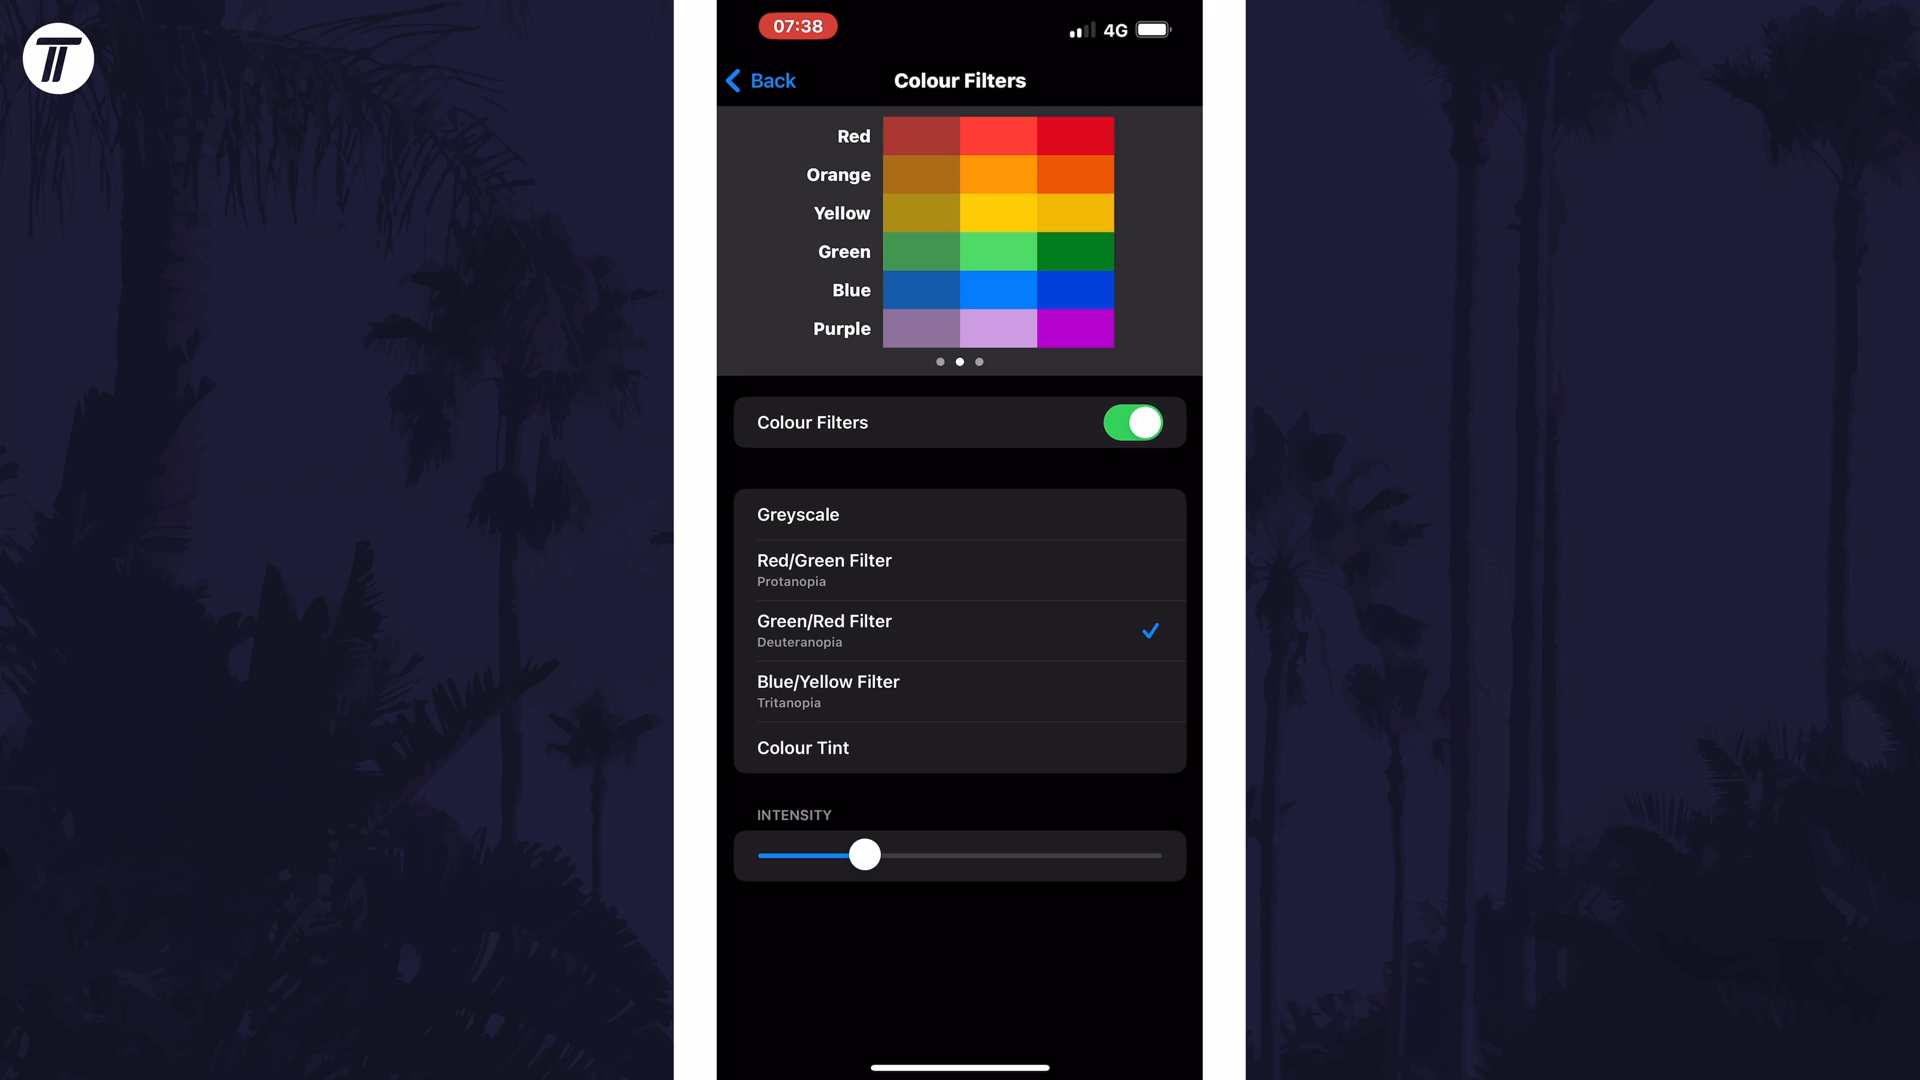 07:38
4G
Back
Colour Filters
Red
Orange
Yellow
Green
Blue
Purple
Colour Filters
Greyscale
Red/Green Filter
Protanopia
Green/Red Filter
Deuteranopia
Blue/Yellow Filter
Tritanopia
Colour Tint
INTENSITY